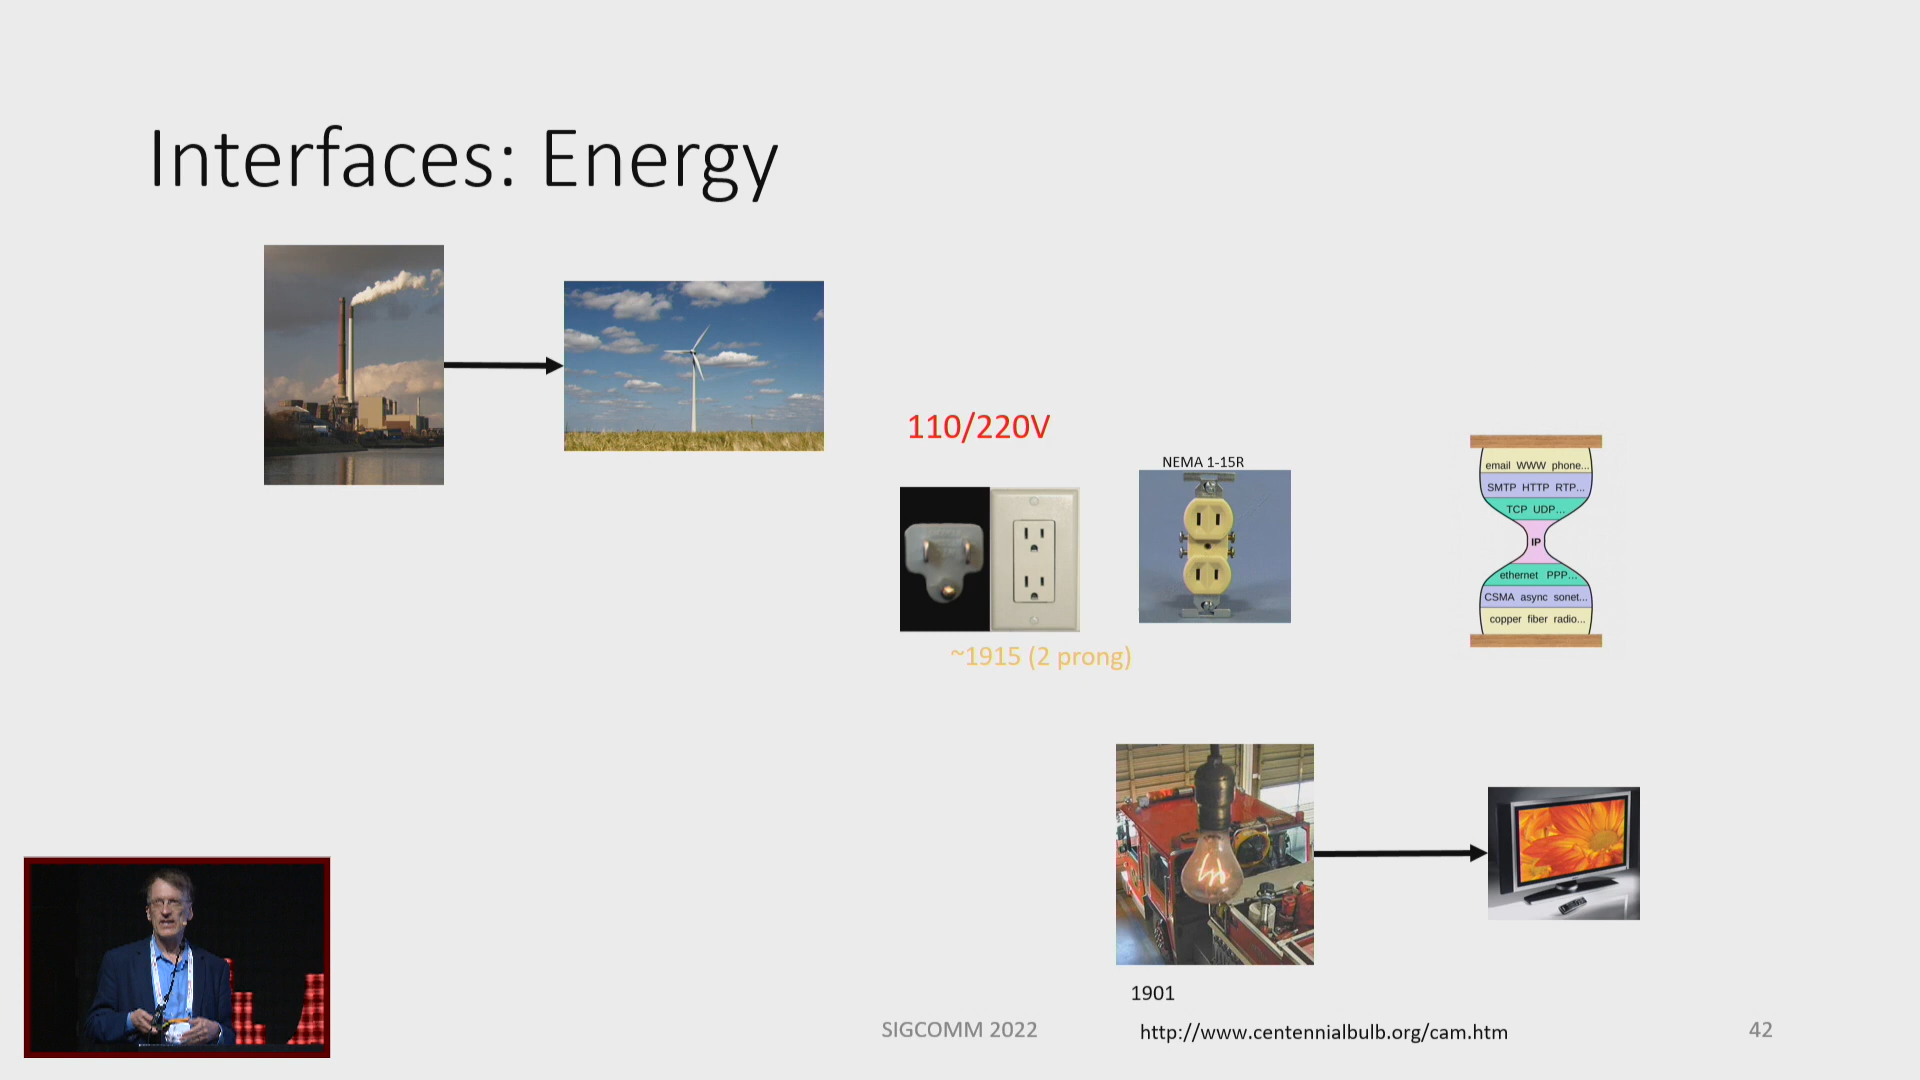 Interfaces: Energy
110/220V
NEMA 1-15R
~1915 (2 prong)
email WWW phone...
SMTP HTTP RTP...
TCP UDP...
IP
ethernet PPP...
CSMA async sonet...
copper fiber radio...
1901
SIGCOMM 2022
http://www.centennialbulb.org/cam.htm
42